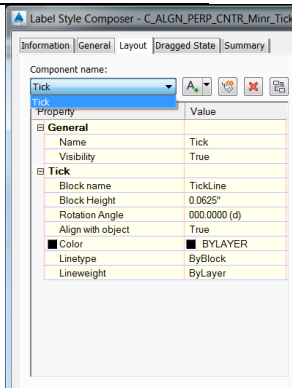 Label Style Composer - C_ALGN_PERP_CNTR_Minr_Tick
Information General Layout Dragged State Summary
Component name:
Tick
Tick
Property Value
General
Name Tick
Visibility True
Tick
Block name TickLine
Block Height 0.0625"
Rotation Angle 000.0000 (d)
Align with object True
Color BYLAYER
Linetype ByBlock
Lineweight ByLayer